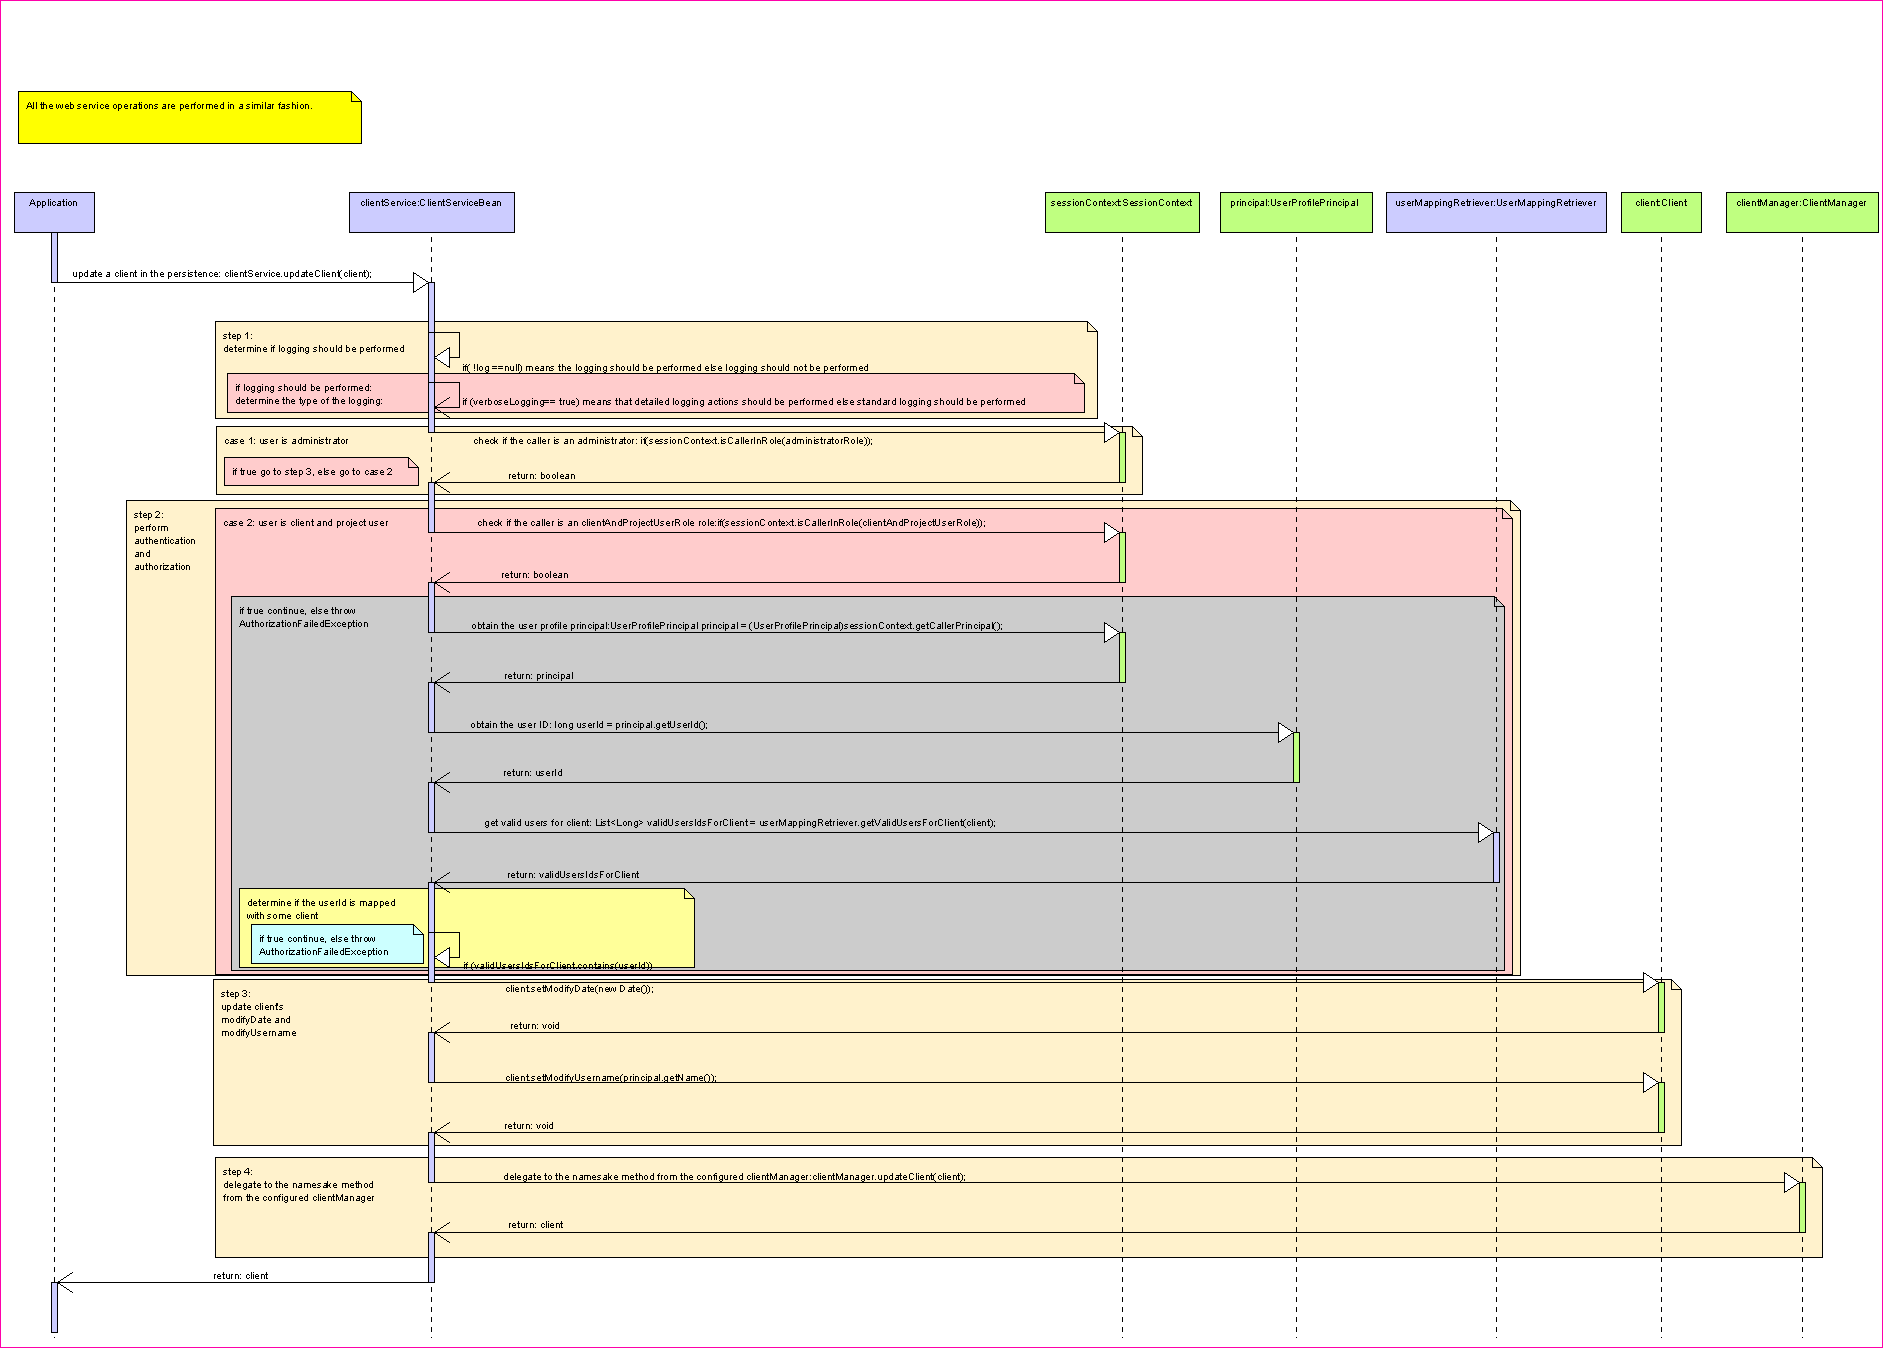 All the web service operations are performed in a similar fashion.
Application
clientService:ClientServiceBean
sessionContext:SessionContext
principal:UserProfilePrincipal
userMappingRetriever:UserMappingRetriever
client:Client
clientManager:ClientManager
update a client in the persistence: clientService.updateClient(client);
step 1:
determine if logging should be performed
if( !log ==null) means the logging should be performed else logging should not be performed
if logging should be performed:
determine the type of the logging:
if (verboseLogging== true) means that detailed logging actions should be performed else standard logging should be performed
case 1: user is administrator
check if the caller is an administrator: if(sessionContext.isCallerInRole(administratorRole));
if true go to step 3, else go to case 2
return: boolean
step 2:
perform
authentication
and
authorization
case 2: user is client and project user
check if the caller is an clientAndProjectUserRole role:if(sessionContext.isCallerInRole(clientAndProjectUserRole));
return: boolean
if true continue, else throw
AuthorizationFailedException
obtain the user profile principal:UserProfilePrincipal principal = (UserProfilePrincipal)sessionContext.getCallerPrincipal();
return: principal
obtain the user ID: long userId = principal.getUserId();
return: userId
get valid users for client: List<Long> validUsersIdsForClient = userMappingRetriever.getValidUsersForClient(client);
return: validUsersIdsForClient
determine if the userId is mapped
with some client
if true continue, else throw
AuthorizationFailedException
if (validUsersIdsForClient.contains(userId))
step 3:
update client's
modifyDate and
modifyUsername
client.setModifyDate(new Date());
return: void
client.setModifyUsername(principal.getName());
return: void
step 4:
delegate to the namesake method
from the configured clientManager
delegate to the namesake method from the configured clientManager:clientManager.updateClient(client);
return: client
return: client